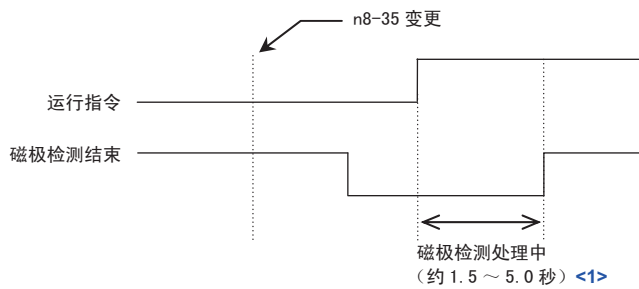 n8-35 变更
运行指令
磁极检测结束
磁极检测处理中
（约 1.5 ～ 5.0 秒）<1>